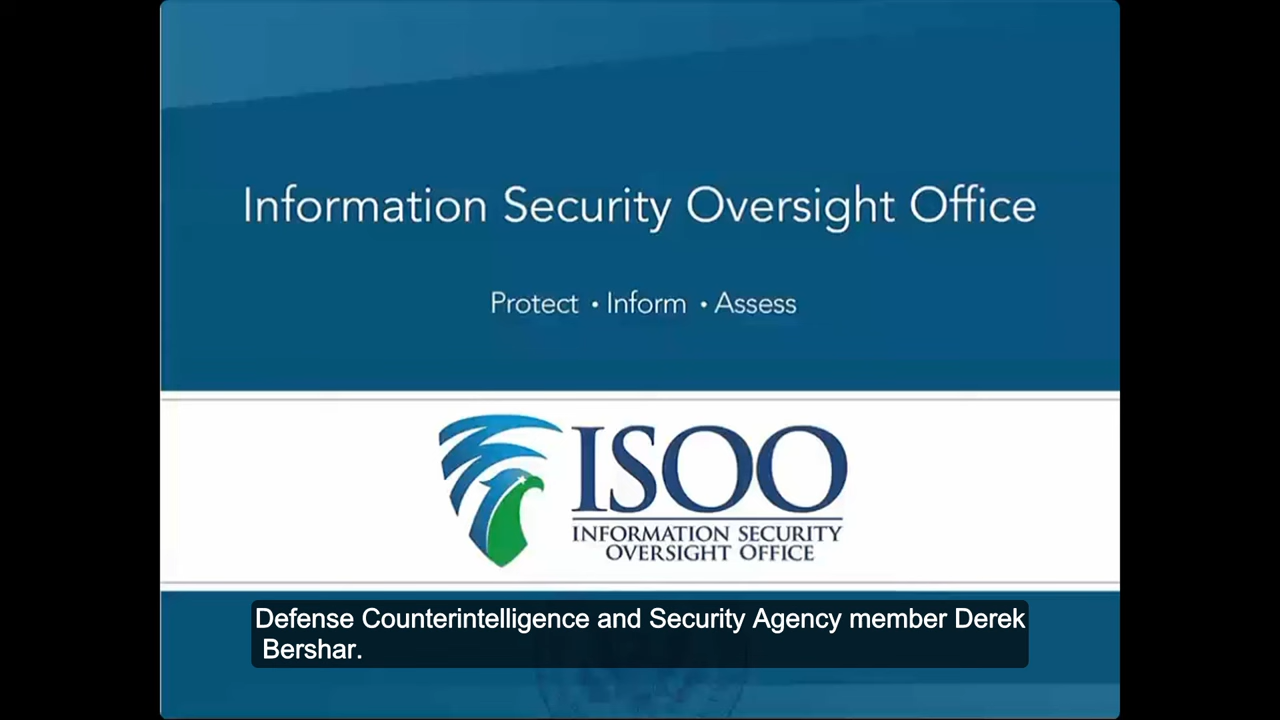 Information Security Oversight Office
Protect • Inform • Assess
ISOO
INFORMATION SECURITY
OVERSIGHT OFFICE
Defense Counterintelligence and Security Agency member Derek
Bershar.